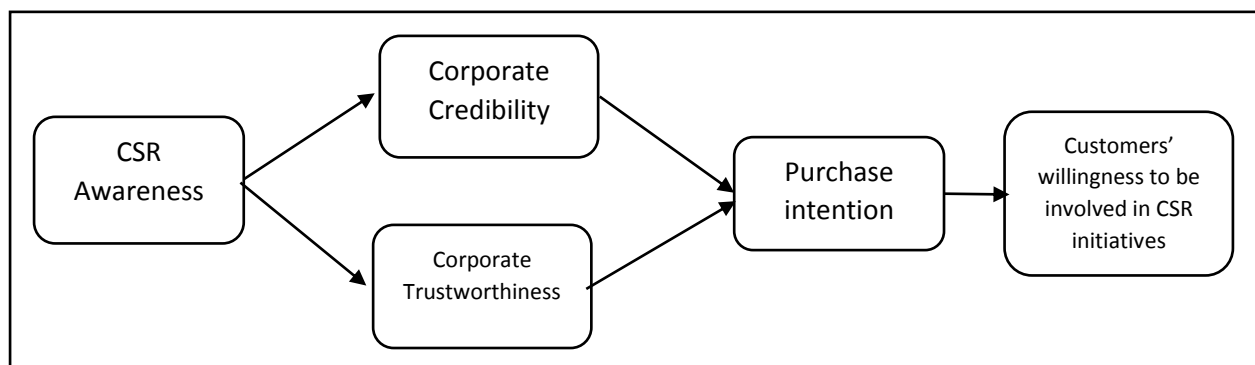 CSR
Awareness
Corporate
Credibility
Corporate
Trustworthiness
Purchase
intention
Customers’
willingness to be
involved in CSR
initiatives